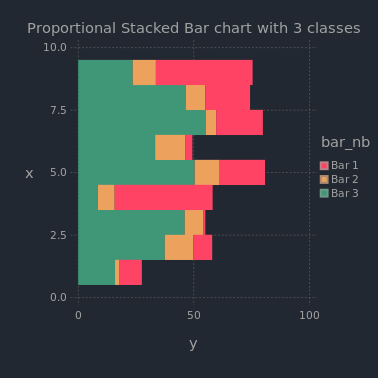 Proportional Stacked Bar chart with 3 classes
10.0
7.5
5.0
2.5
0.0
x
0
50
100
y
bar_nb
Bar 1
Bar 2
Bar 3